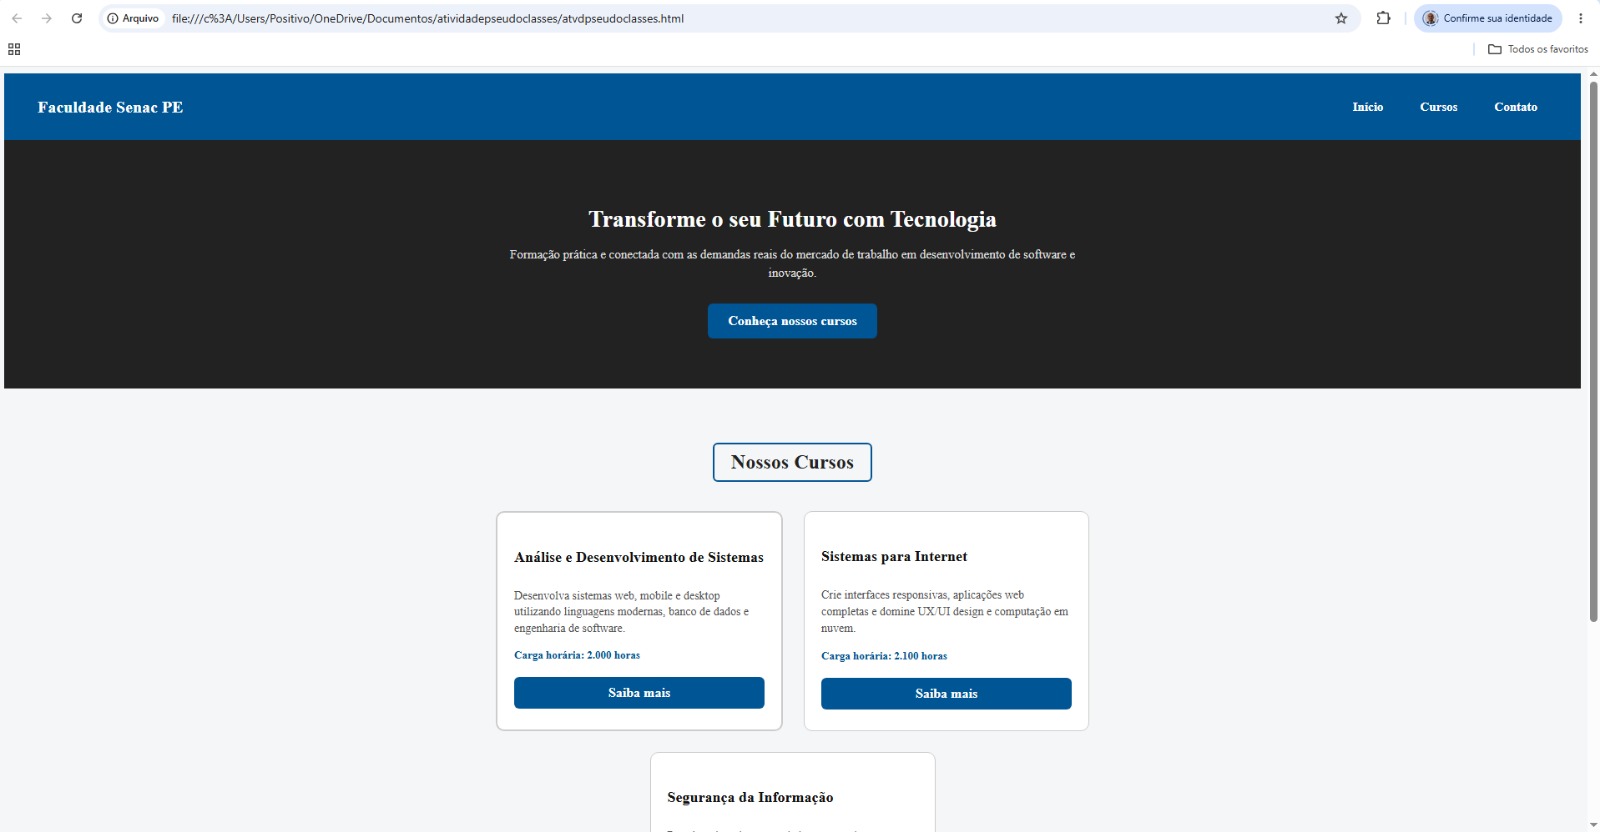 Arquivo
file:///c%3A/Users/Positivo/OneDrive/Documentos/atividadepseudoclasses/atvdpseudoclasses.html
Confirme sua identidade
Todos os favoritos
Faculdade Senac PE
Início Cursos Contato
Transforme o seu Futuro com Tecnologia
Formação prática e conectada com as demandas reais do mercado de trabalho em desenvolvimento de software e
inovação.
Conheça nossos cursos
Nossos Cursos
Análise e Desenvolvimento de Sistemas
Desenvolva sistemas web, mobile e desktop
utilizando linguagens modernas, banco de dados e
engenharia de software.
Carga horária: 2.000 horas
Saiba mais
Sistemas para Internet
Crie interfaces responsivas, aplicações web
completas e domine UX/UI design e computação em
nuvem.
Carga horária: 2.100 horas
Saiba mais
Segurança da Informação